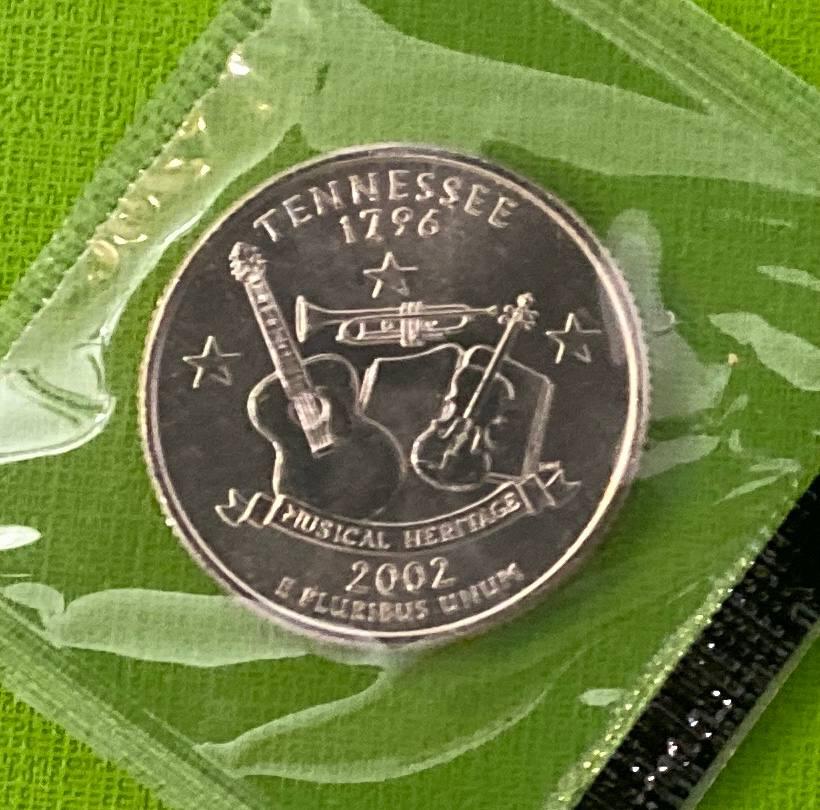 TENNESSEE
1796
MUSICAL HERITAGE
2002
E PLURIBUS UNUM